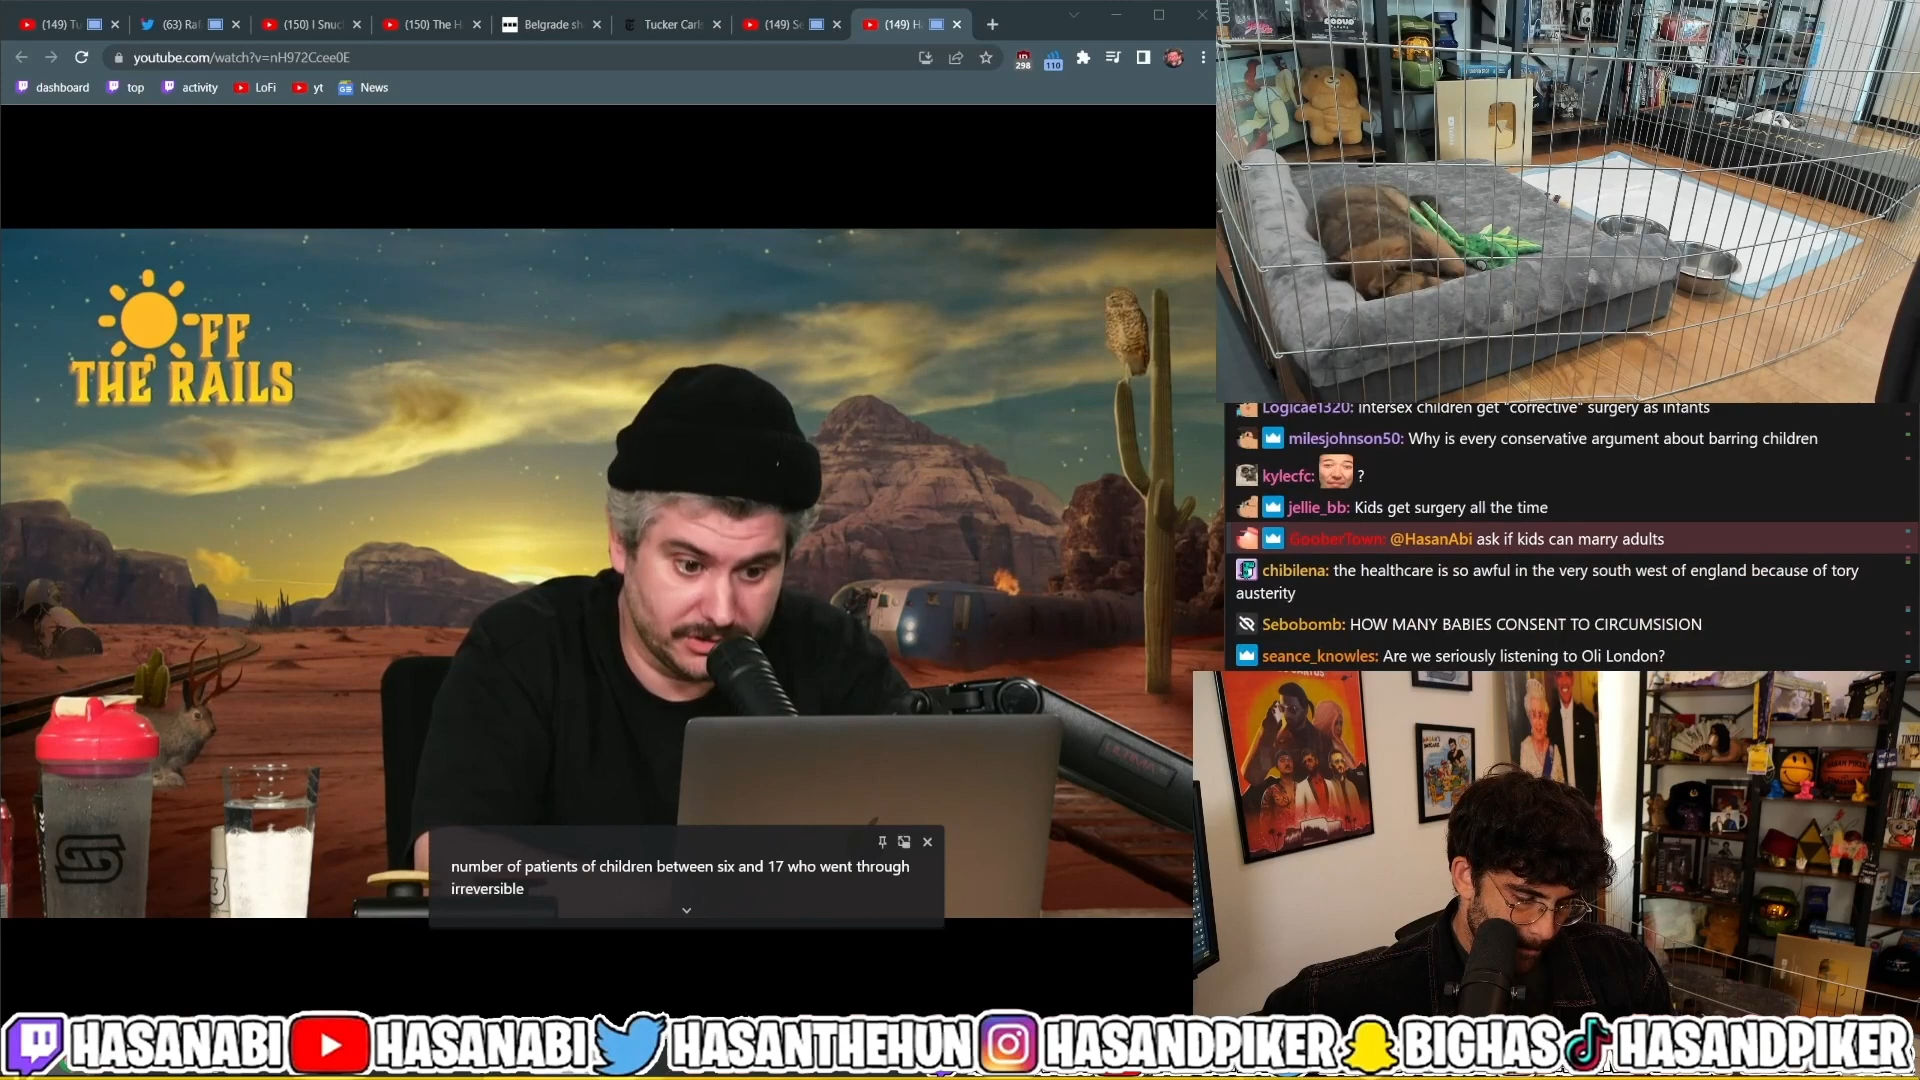 (149) Tu
(63) Raf
(150) I Snuc
(150) The H
Belgrade sh
Tucker Carls
(149) Se
(149) H
youtube.com/watch?v=nH972Ccee0E
298
110
dashboard
top
activity
LoFi
yt
News
OFF
THE RAILS
number of patients of children between six and 17 who went through
irreversible
Logicae1320: intersex children get "corrective" surgery as infants
milesjohnson50: Why is every conservative argument about barring children
kylecfc: ?
jellie_bb: Kids get surgery all the time
GooberTown: @HasanAbi ask if kids can marry adults
chibilena: the healthcare is so awful in the very south west of england because of tory
austerity
Sebobomb: HOW MANY BABIES CONSENT TO CIRCUMSISION
seance_knowles: Are we seriously listening to Oli London?
HASANABI
HASANABI
HASANTHEHUN
HASANDPIKER
BIGHAS
HASANDPIKER